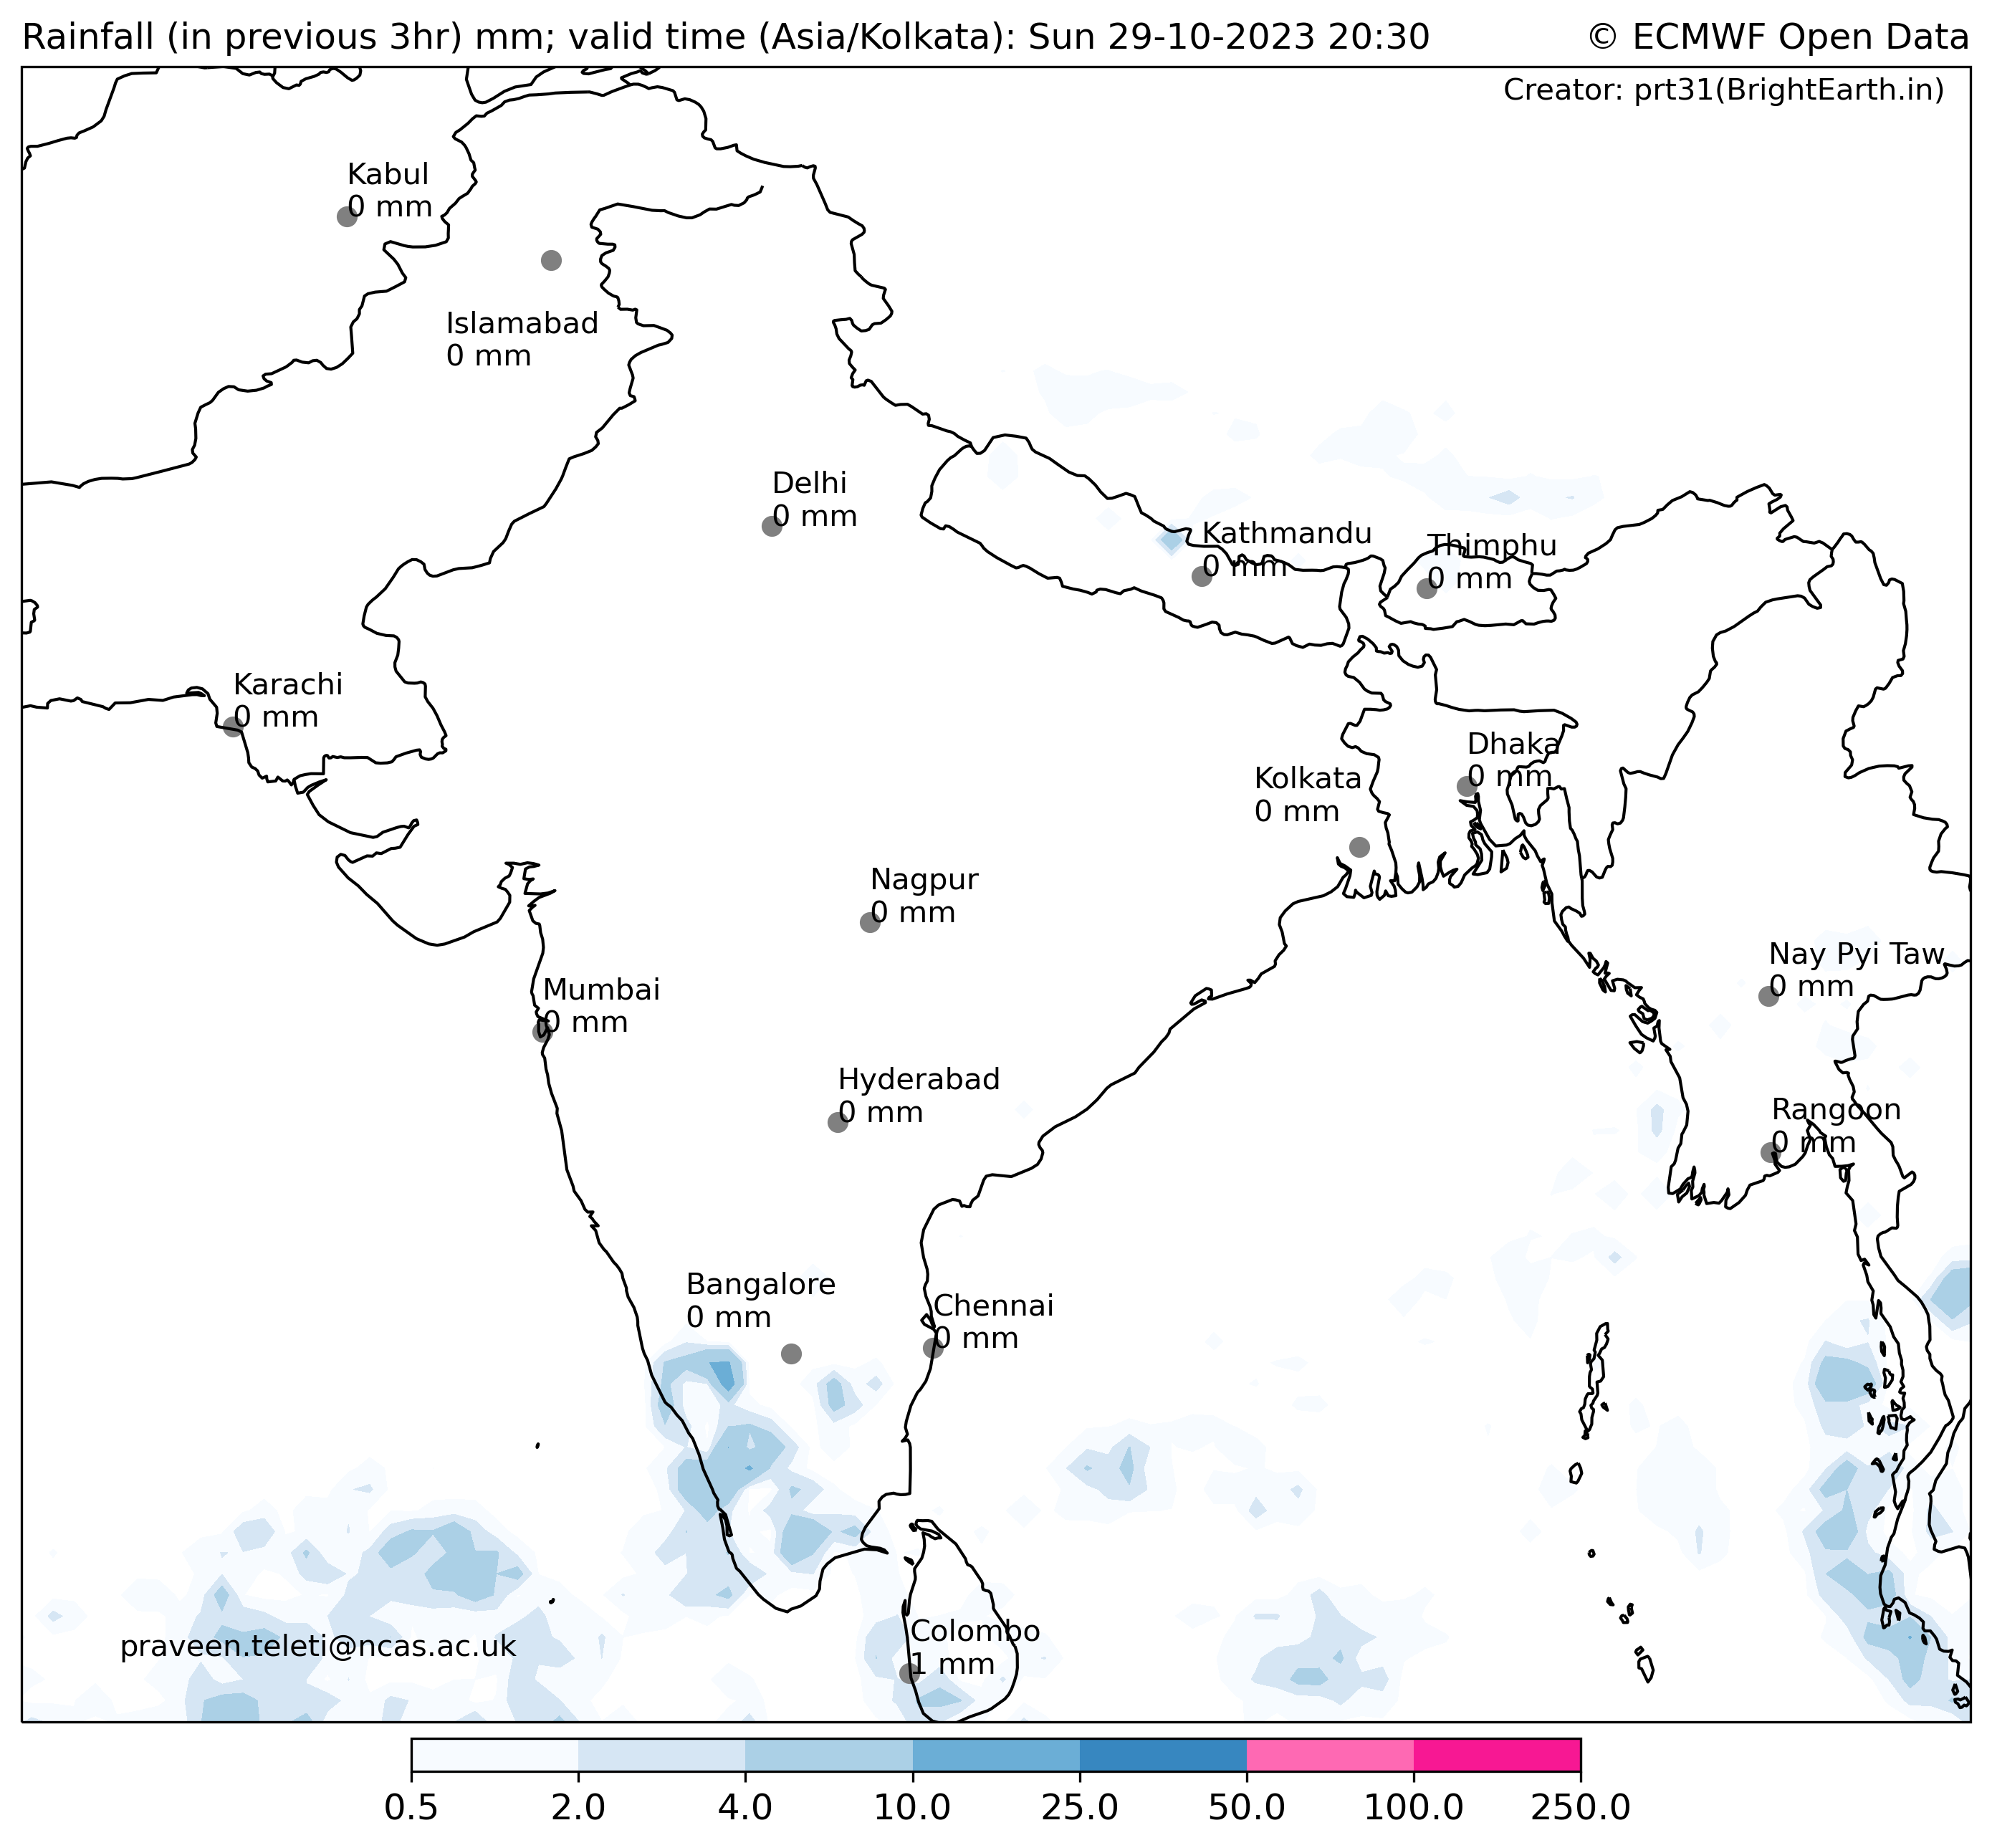 Rainfall (in previous 3hr) mm; valid time (Asia/Kolkata): Sun 29-10-2023 20:30
© ECMWF Open Data
Creator: prt31(BrightEarth.in)
Kabul
0 mm
Islamabad
0 mm
Delhi
0 mm
Kathmandu
0 mm
Thimphu
0 mm
Karachi
0 mm
Dhaka
0 mm
Kolkata
0 mm
Nagpur
0 mm
Nay Pyi Taw
0 mm
Mumbai
0 mm
Hyderabad
0 mm
Rangoon
0 mm
Bangalore
0 mm
Chennai
0 mm
Colombo
1 mm
praveen.teleti@ncas.ac.uk
0.5 2.0 4.0 10.0 25.0 50.0 100.0 250.0